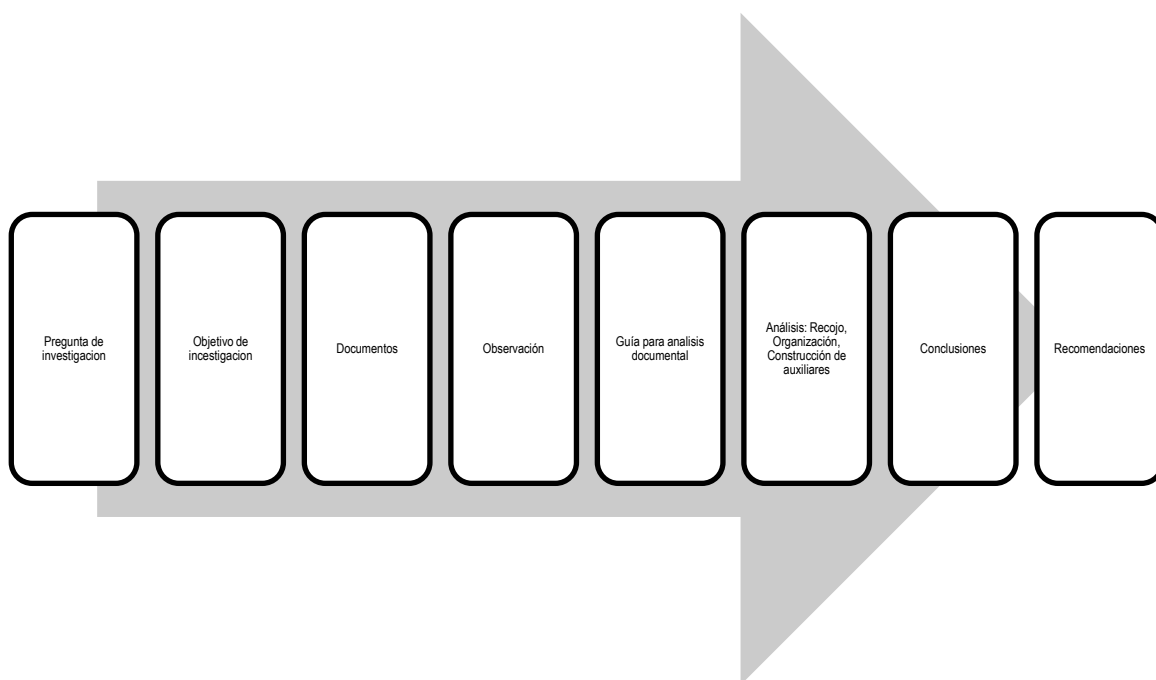 Pregunta de
investigacion
Objetivo de
incestigacion
Documentos
Observación
Guía para analisis
documental
Análisis: Recojo,
Organización,
Construcción de
auxiliares
Conclusiones
Recomendaciones